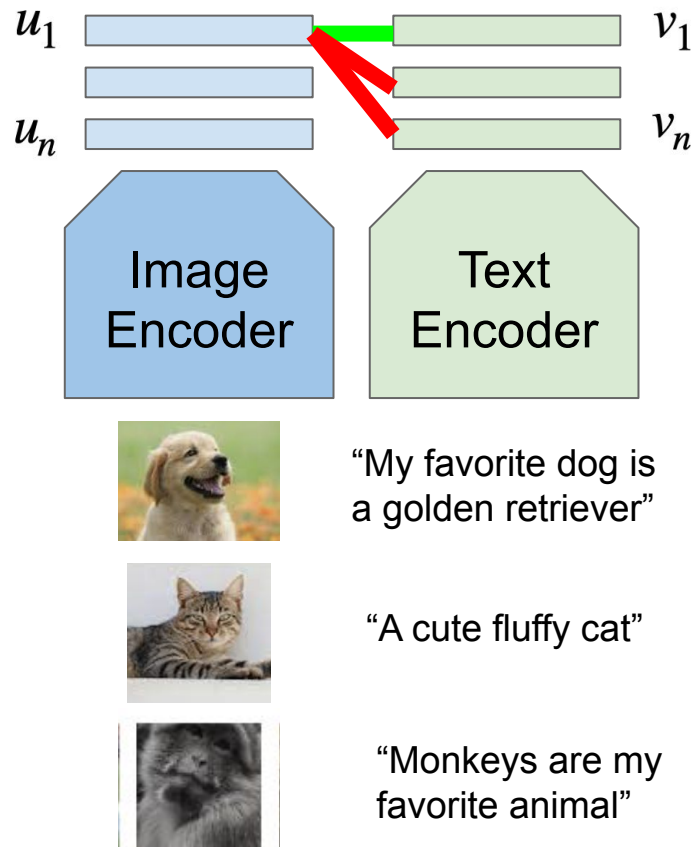 u₁ v₁
uₙ vₙ
Image Text
Encoder Encoder
“My favorite dog is
a golden retriever”
“A cute fluffy cat”
“Monkeys are my
favorite animal”